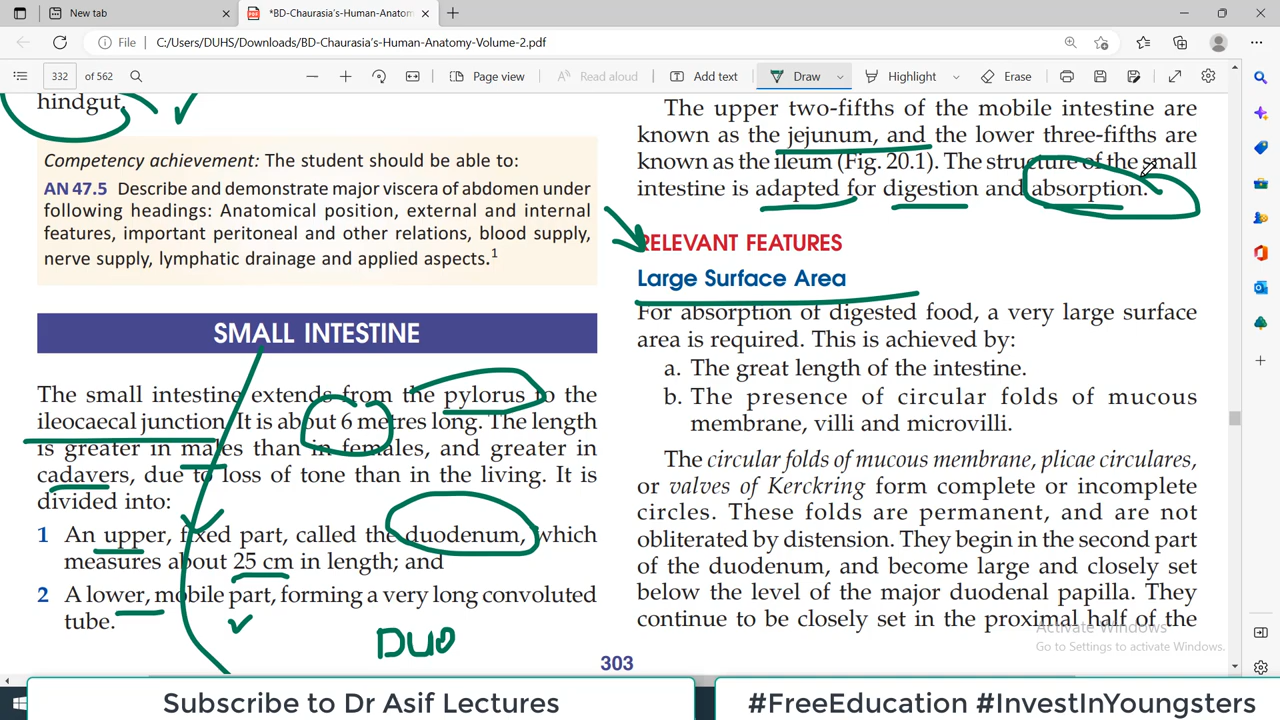 New tab
*BD-Chaurasia's-Human-Anatom
File
C:/Users/DUHS/Downloads/BD-Chaurasia's-Human-Anatomy-Volume-2.pdf
332 of 562
Page view
Read aloud
Add text
Draw
Highlight
Erase
hindgut.
Competency achievement: The student should be able to:
AN 47.5 Describe and demonstrate major viscera of abdomen under
following headings: Anatomical position, external and internal
features, important peritoneal and other relations, blood supply,
nerve supply, lymphatic drainage and applied aspects.1
SMALL INTESTINE
The small intestine extends from the pylorus to the
ileocaecal junction. It is about 6 metres long. The length
is greater in males than in females, and greater in
cadavers, due to loss of tone than in the living. It is
divided into:
1 An upper, fixed part, called the duodenum, which
measures about 25 cm in length; and
2 A lower, mobile part, forming a very long convoluted
tube.
DUO
The upper two-fifths of the mobile intestine are
known as the jejunum, and the lower three-fifths are
known as the ileum (Fig. 20.1). The structure of the small
intestine is adapted for digestion and absorption.
RELEVANT FEATURES
Large Surface Area
For absorption of digested food, a very large surface
area is required. This is achieved by:
a. The great length of the intestine.
b. The presence of circular folds of mucous
membrane, villi and microvilli.
The circular folds of mucous membrane, plicae circulares,
or valves of Kerckring form complete or incomplete
circles. These folds are permanent, and are not
obliterated by distension. They begin in the second part
of the duodenum, and become large and closely set
below the level of the major duodenal papilla. They
continue to be closely set in the proximal half of the
Activate Windows
Go to Settings to activate Windows.
303
Subscribe to Dr Asif Lectures
#FreeEducation #InvestInYoungsters